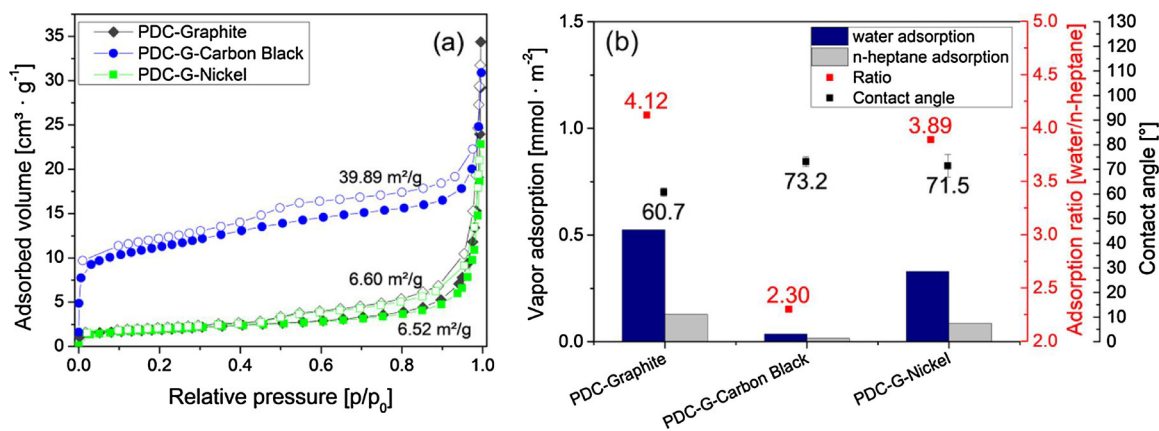 PDC-Graphite
PDC-G-Carbon Black
PDC-G-Nickel
(a)
39.89 m²/g
6.60 m²/g
6.52 m²/g
35
30
25
20
15
10
5
0
0.0 0.2 0.4 0.6 0.8 1.0
Adsorbed volume [cm³ · g⁻¹]
Relative pressure [p/p₀]
(b)
water adsorption
n-heptane adsorption
Ratio
Contact angle
4.12
60.7
73.2
2.30
3.89
71.5
1.5
1.0
0.5
0.0
Vapor adsorption [mmol · m⁻²]
PDC-Graphite
PDC-G-Carbon Black
PDC-G-Nickel
5.0
4.5
4.0
3.5
3.0
2.5
2.0
Adsorption ratio [water/n-heptane]
130
120
110
100
90
80
70
60
50
40
30
20
10
0
Contact angle [°]